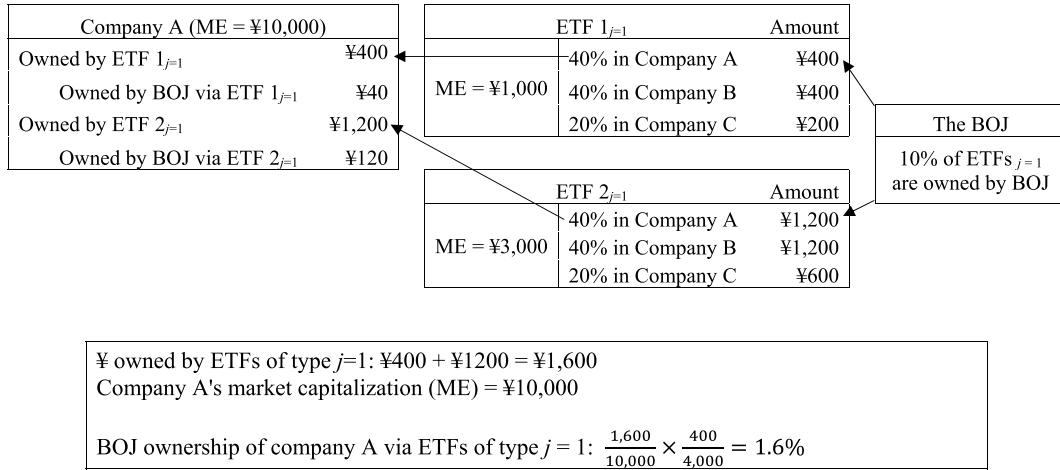 Company A (ME = ¥10,000)
Owned by ETF 1j=1 ¥400
Owned by BOJ via ETF 1j=1 ¥40
Owned by ETF 2j=1 ¥1,200
Owned by BOJ via ETF 2j=1 ¥120
ETF 1j=1 Amount
40% in Company A ¥400
ME = ¥1,000 40% in Company B ¥400
20% in Company C ¥200
ETF 2j=1 Amount
40% in Company A ¥1,200
ME = ¥3,000 40% in Company B ¥1,200
20% in Company C ¥600
The BOJ
10% of ETFs j = 1
are owned by BOJ
¥ owned by ETFs of type j=1: ¥400 + ¥1200 = ¥1,600
Company A's market capitalization (ME) = ¥10,000
BOJ ownership of company A via ETFs of type j = 1: 1,600/10,000 × 400/4,000 = 1.6%